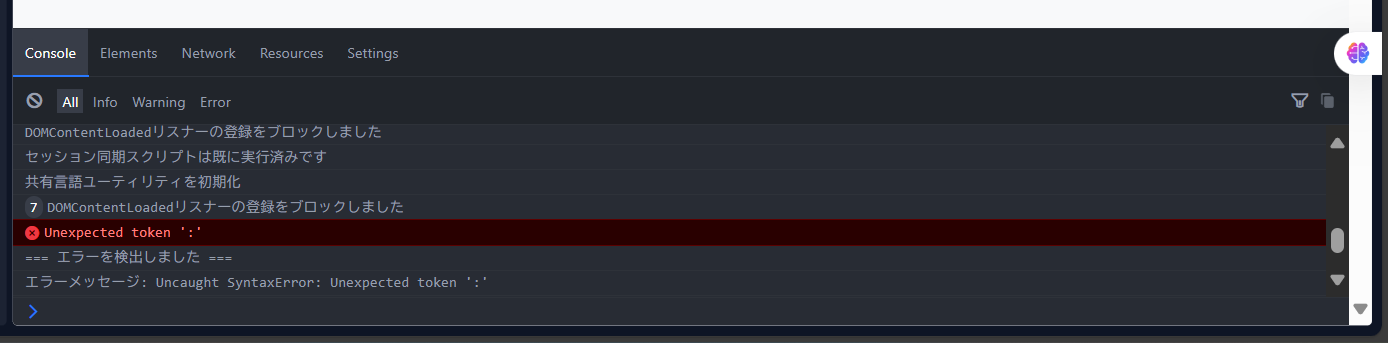 Console Elements Network Resources Settings
All Info Warning Error
DOMContentLoadedリスナーの登録をブロックしました
セッション同期スクリプトは既に実行済みです
共有言語ユーティリティを初期化
7 DOMContentLoadedリスナーの登録をブロックしました
Unexpected token ':'
=== エラーを検出しました ===
エラーメッセージ: Uncaught SyntaxError: Unexpected token ':'